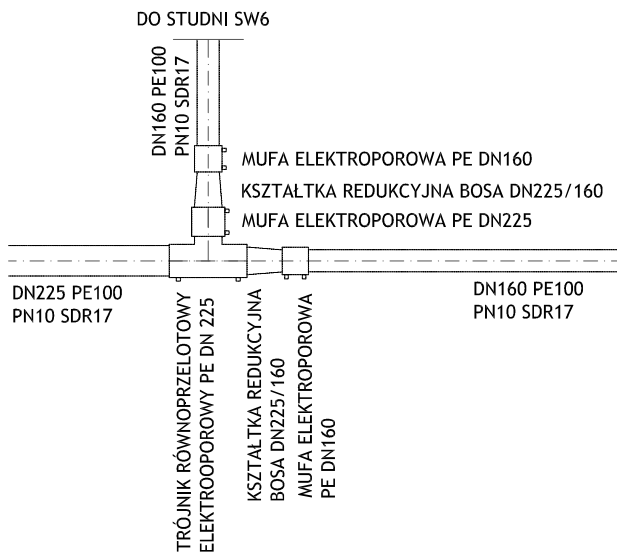 DO STUDNI SW6
DN160 PE100
PN10 SDR17
MUFA ELEKTROPOROWA PE DN160
KSZTAŁTKA REDUKCYJNA BOSA DN225/160
MUFA ELEKTROPOROWA PE DN225
DN225 PE100
PN10 SDR17
DN160 PE100
PN10 SDR17
TRÓJNIK RÓWNOPRZELOTOWY
ELEKTROOPOROWY PE DN 225
KSZTAŁTKA REDUKCYJNA
BOSA DN225/160
MUFA ELEKTROPOROWA
PE DN160